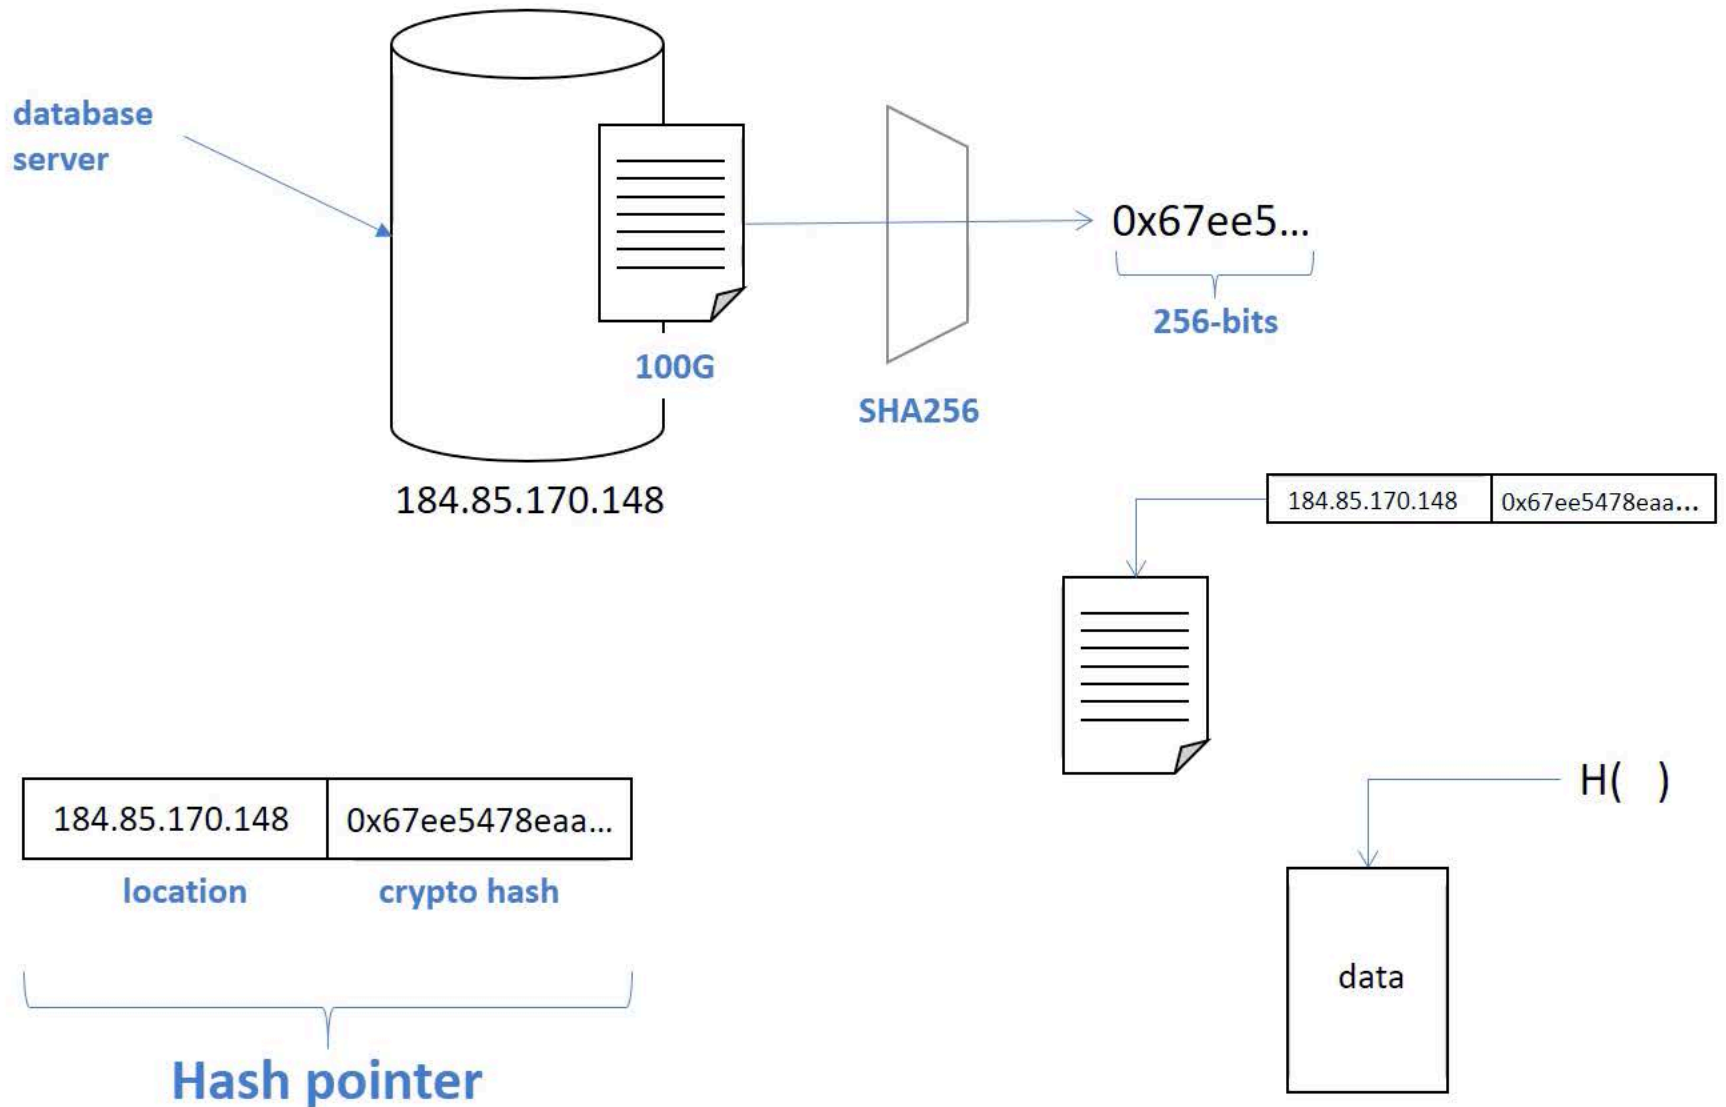 database
server
0x67ee5...
256-bits
100G
SHA256
184.85.170.148
184.85.170.148 0x67ee5478eaa...
H( )
184.85.170.148 0x67ee5478eaa...
location crypto hash
data
Hash pointer